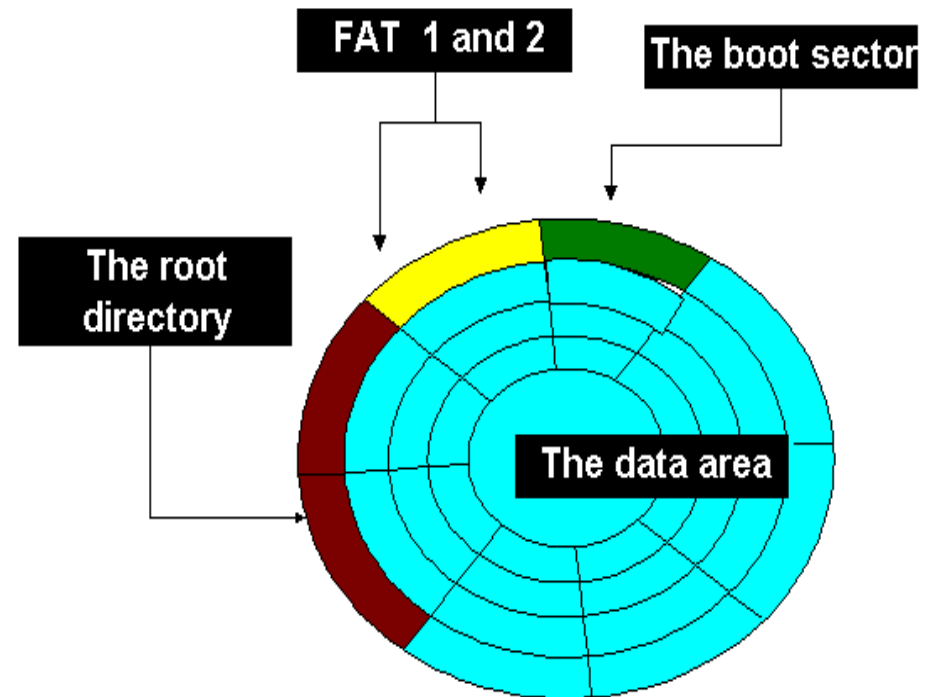 FAT 1 and 2
The boot sector
The root
directory
The data area